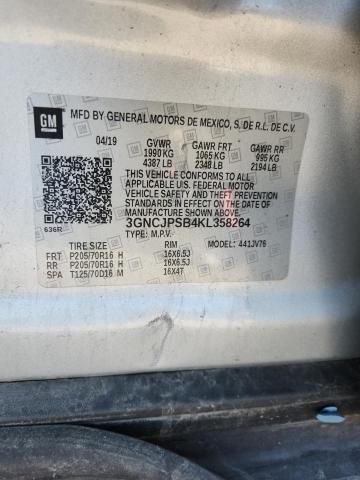 GM
MFD BY GENERAL MOTORS DE MEXICO, S. DE R.L. DE C.V.
04/19 GVWR GAWR FRT GAWR RR
1990 KG 1065 KG 995 KG
4387 LB 2348 LB 2194 LB
THIS VEHICLE CONFORMS TO ALL APPLICABLE U.S. FEDERAL MOTOR
VEHICLE SAFETY AND THEFT PREVENTION
STANDARDS IN EFFECT ON THE DATE OF
MANUFACTURE SHOWN ABOVE.
3GNCJPSB4KL358264
636R TYPE: M.P.V. MODEL: 441JV76
TIRE SIZE RIM
FRT P205/70R16 H 16X6.5J
RR P205/70R16 H 16X6.5J
SPA T125/70D16 M 16X4T